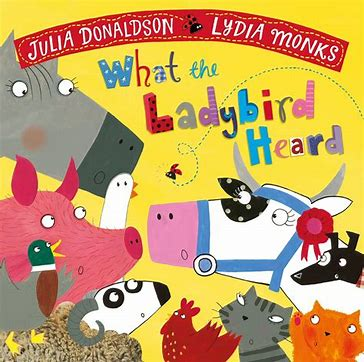 JULIA DONALDSON LYDIA MONKS
What the
Ladybird
Heard